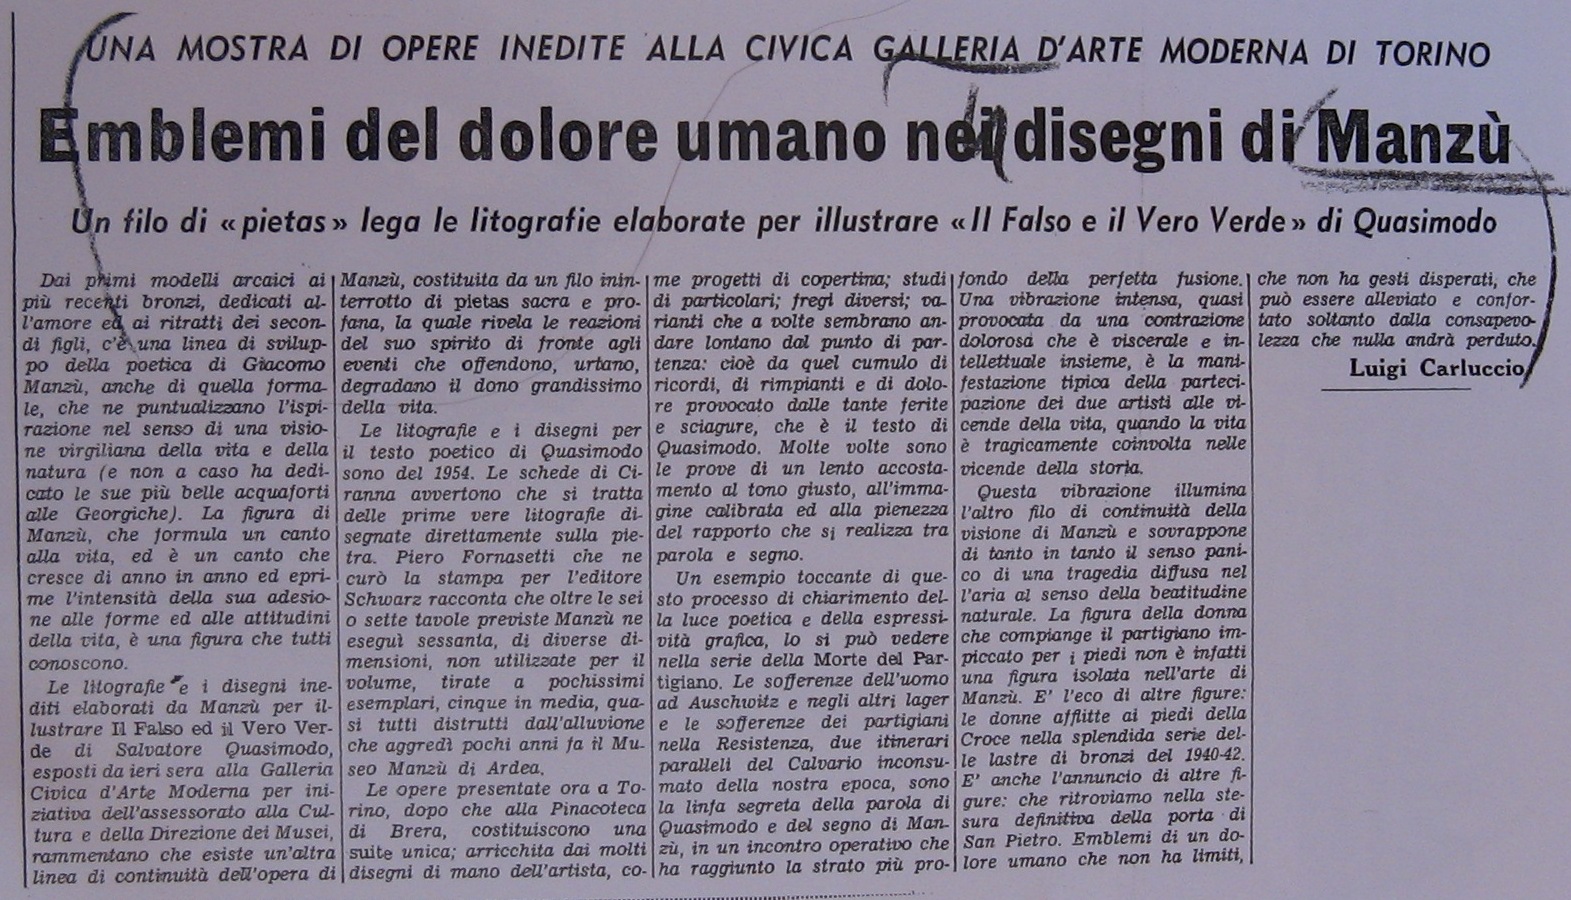 UNA MOSTRA DI OPERE INEDITE ALLA CIVICA GALLERIA D'ARTE MODERNA DI TORINO
Emblemi del dolore umano nei disegni di Manzù
Un filo di «pietas» lega le litografie elaborate per illustrare «Il Falso e il Vero Verde» di Quasimodo
Dai primi modelli arcaici ai
più recenti bronzi, dedicati al-
l'amore ed ai ritratti dei secon-
di figli, c'è una linea di svilup-
po della poetica di Giacomo
Manzù, anche di quella forma-
le, che ne puntualizzano l'ispi-
razione nel senso di una visio-
ne virgiliana della vita e della
natura (e non a caso ha dedi-
cato le sue più belle acquaforti
alle Georgiche). La figura di
Manzù, che formula un canto
alla vita, ed è un canto che
cresce di anno in anno ed epri-
me l'intensità della sua adesio-
ne alle forme ed alle attitudini
della vita, è una figura che tutti
conoscono.
Le litografie e i disegni ine-
diti elaborati da Manzù per il-
lustrare Il Falso ed il Vero Ver-
de di Salvatore Quasimodo,
esposti da ieri sera alla Galleria
Civica d'Arte Moderna per ini-
ziativa dell'assessorato alla Cul-
tura e della Direzione dei Musei,
rammentano che esiste un'altra
linea di continuità dell'opera di
Manzù, costituita da un filo inin-
terrotto di pietas sacra e pro-
fana, la quale rivela le reazioni
del suo spirito di fronte agli
eventi che offendono, urtano,
degradano il dono grandissimo
della vita.
Le litografie e i disegni per
il testo poetico di Quasimodo
sono del 1954. Le schede di Ci-
ranna avvertono che si tratta
delle prime vere litografie di-
segnate direttamente sulla pie-
tra. Piero Fornasetti che ne
curò la stampa per l'editore
Schwarz racconta che oltre le sei
o sette tavole previste Manzù ne
eseguì sessanta, di diverse di-
mensioni, non utilizzate per il
volume, tirate a pochissimi
esemplari, cinque in media, qua-
si tutti distrutti dall'alluvione
che aggredì pochi anni fa il Mu-
seo Manzù di Ardea.
Le opere presentate ora a To-
rino, dopo che alla Pinacoteca
di Brera, costituiscono una
suite unica; arricchita dai molti
disegni di mano dell'artista, co-
me progetti di copertina; studi
di particolari; fregi diversi; va-
rianti che a volte sembrano an-
dare lontano dal punto di par-
tenza: cioè da quel cumulo di
ricordi, di rimpianti e di dolo-
re provocato dalle tante ferite
e sciagure, che è il testo di
Quasimodo. Molte volte sono
le prove di un lento accosta-
mento al tono giusto, all'imma-
gine calibrata ed alla pienezza
del rapporto che si realizza tra
parola e segno.
Un esempio toccante di que-
sto processo di chiarimento del-
la luce poetica e della espressi-
vità grafica, lo si può vedere
nella serie della Morte del Par-
tigiano. Le sofferenze dell'uomo
ad Auschwitz e negli altri lager
e le sofferenze dei partigiani
nella Resistenza, due itinerari
paralleli del Calvario inconsu-
mato della nostra epoca, sono
la linfa segreta della parola di
Quasimodo e del segno di Man-
zù, in un incontro operativo che
ha raggiunto la strato più pro-
fondo della perfetta fusione.
Una vibrazione intensa, quasi
provocata da una contrazione
dolorosa che è viscerale e in-
tellettuale insieme, è la mani-
festazione tipica della parteci-
pazione dei due artisti alle vi-
cende della vita, quando la vita
è tragicamente coinvolta nelle
vicende della storia.
Questa vibrazione illumina
l'altro filo di continuità della
visione di Manzù e sovrappone
di tanto in tanto il senso pani-
co di una tragedia diffusa nel
l'aria al senso della beatitudine
naturale. La figura della donna
che compiange il partigiano im-
piccato per i piedi non è infatti
una figura isolata nell'arte di
Manzù. E' l'eco di altre figure:
le donne afflitte ai piedi della
Croce nella splendida serie del-
le lastre di bronzi del 1940-42.
E' anche l'annuncio di altre fi-
gure: che ritroviamo nella ste-
sura definitiva della porta di
San Pietro. Emblemi di un do-
lore umano che non ha limiti,
che non ha gesti disperati, che
può essere alleviato e confor-
tato soltanto dalla consapevo-
lezza che nulla andrà perduto.
Luigi Carluccio